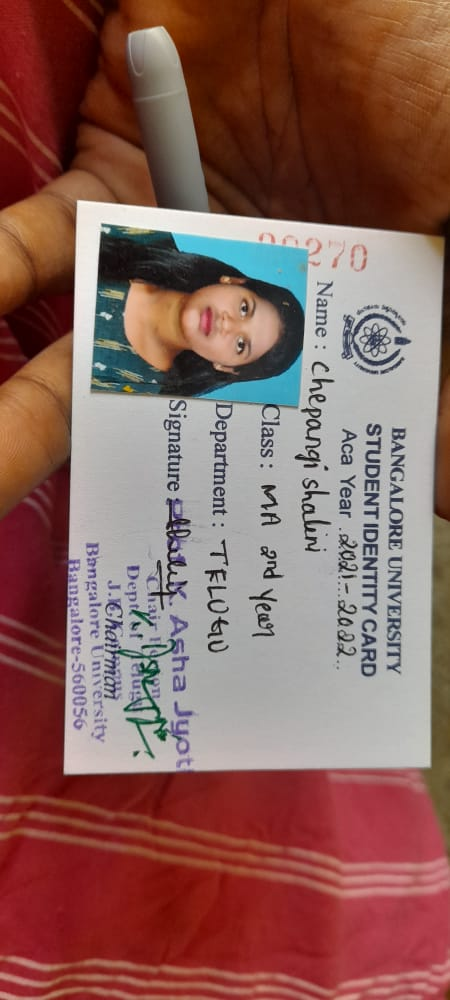 00270
BANGALORE UNIVERSITY
STUDENT IDENTITY CARD
Aca Year .2021-2022..
Name : Chepangi shalini
Class : MA 2nd Year
Department : TELUGU
Signature :
K. Asha Jyoti
Chair
Dept of Telugu
Chairman
Bangalore University
Bangalore-560056